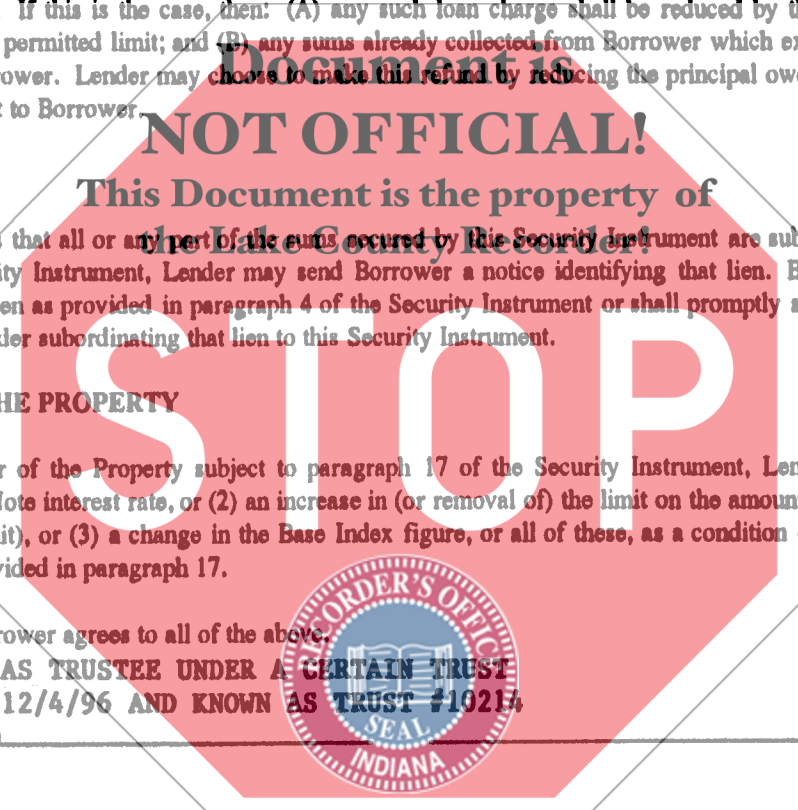 If this is the case, then: (A) any such loan charge shall be reduced by th
permitted limit; and (B) any sums already collected from Borrower which ex
Document is
rower. Lender may choose to make this refund by reducing the principal ow
t to Borrower.
NOT OFFICIAL!
This Document is the property of
the Lake County Recorder!
s that all or any part of the sums secured by this Security Instrument are sub
ity Instrument, Lender may send Borrower a notice identifying that lien. B
en as provided in paragraph 4 of the Security Instrument or shall promptly a
der subordinating that lien to this Security Instrument.
STOP
HE PROPERTY
r of the Property subject to paragraph 17 of the Security Instrument, Len
Note interest rate, or (2) an increase in (or removal of) the limit on the amoun
it), or (3) a change in the Base Index figure, or all of these, as a condition
vided in paragraph 17.
rower agrees to all of the above.
AS TRUSTEE UNDER A CERTAIN TRUST
12/4/96 AND KNOWN AS TRUST #10214
RECORDER'S OFFICE
SEAL
INDIANA